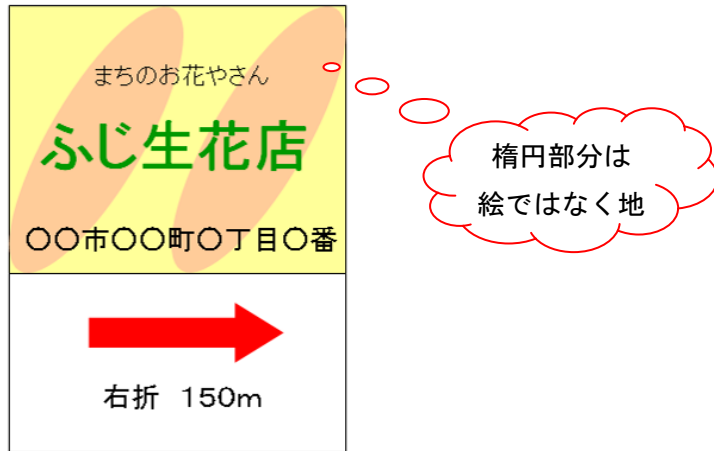 まちのお花やさん
ふじ生花店
〇〇市〇〇町〇丁目〇番
右折 150m
楕円部分は
絵ではなく地